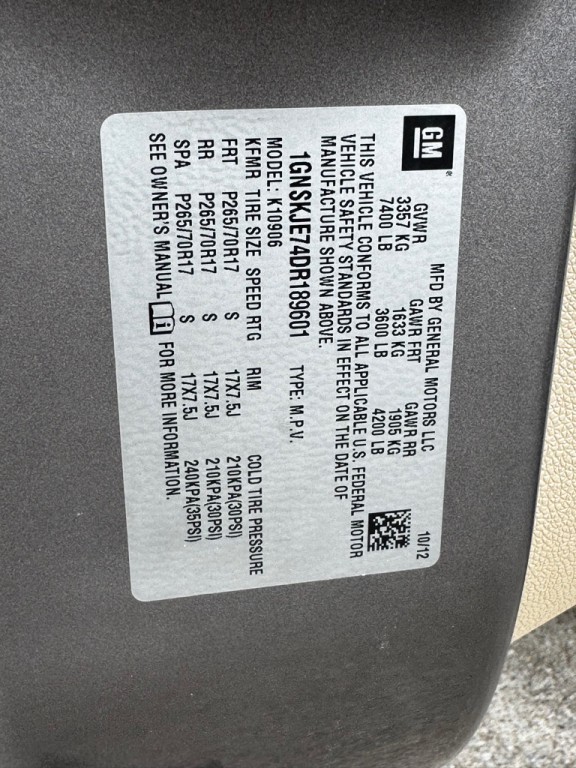 GM ®
MFD BY GENERAL MOTORS LLC 10/12
GVWR GAWR FRT GAWR RR
3357 KG 1633 KG 1905 KG
7400 LB 3600 LB 4200 LB
THIS VEHICLE CONFORMS TO ALL APPLICABLE U.S. FEDERAL MOTOR
VEHICLE SAFETY STANDARDS IN EFFECT ON THE DATE OF
MANUFACTURE SHOWN ABOVE.
1GNSKJE74DR189601 TYPE: M.P.V.
MODEL: K10906
KFMR TIRE SIZE SPEED RTG RIM COLD TIRE PRESSURE
FRT P265/70R17 S 17X7.5J 210KPA(30PSI)
RR P265/70R17 S 17X7.5J 210KPA(30PSI)
SPA P265/70R17 S 17X7.5J 240KPA(35PSI)
SEE OWNER'S MANUAL FOR MORE INFORMATION.